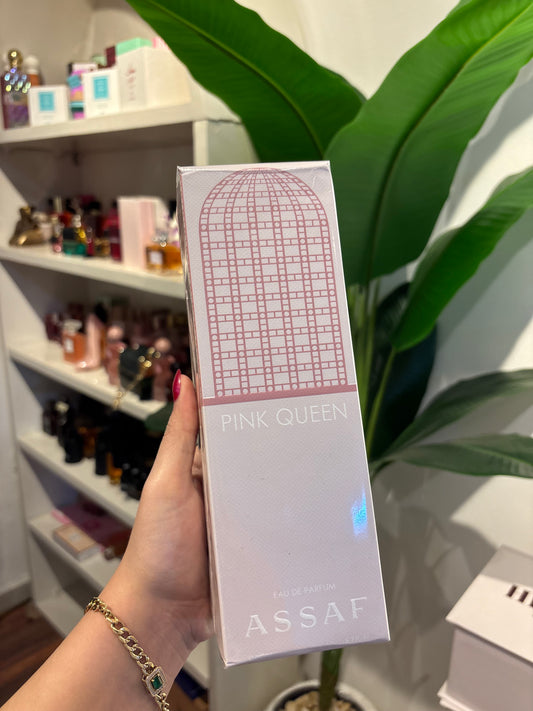 PINK QUEEN
EAU DE PARFUM
ASSAF